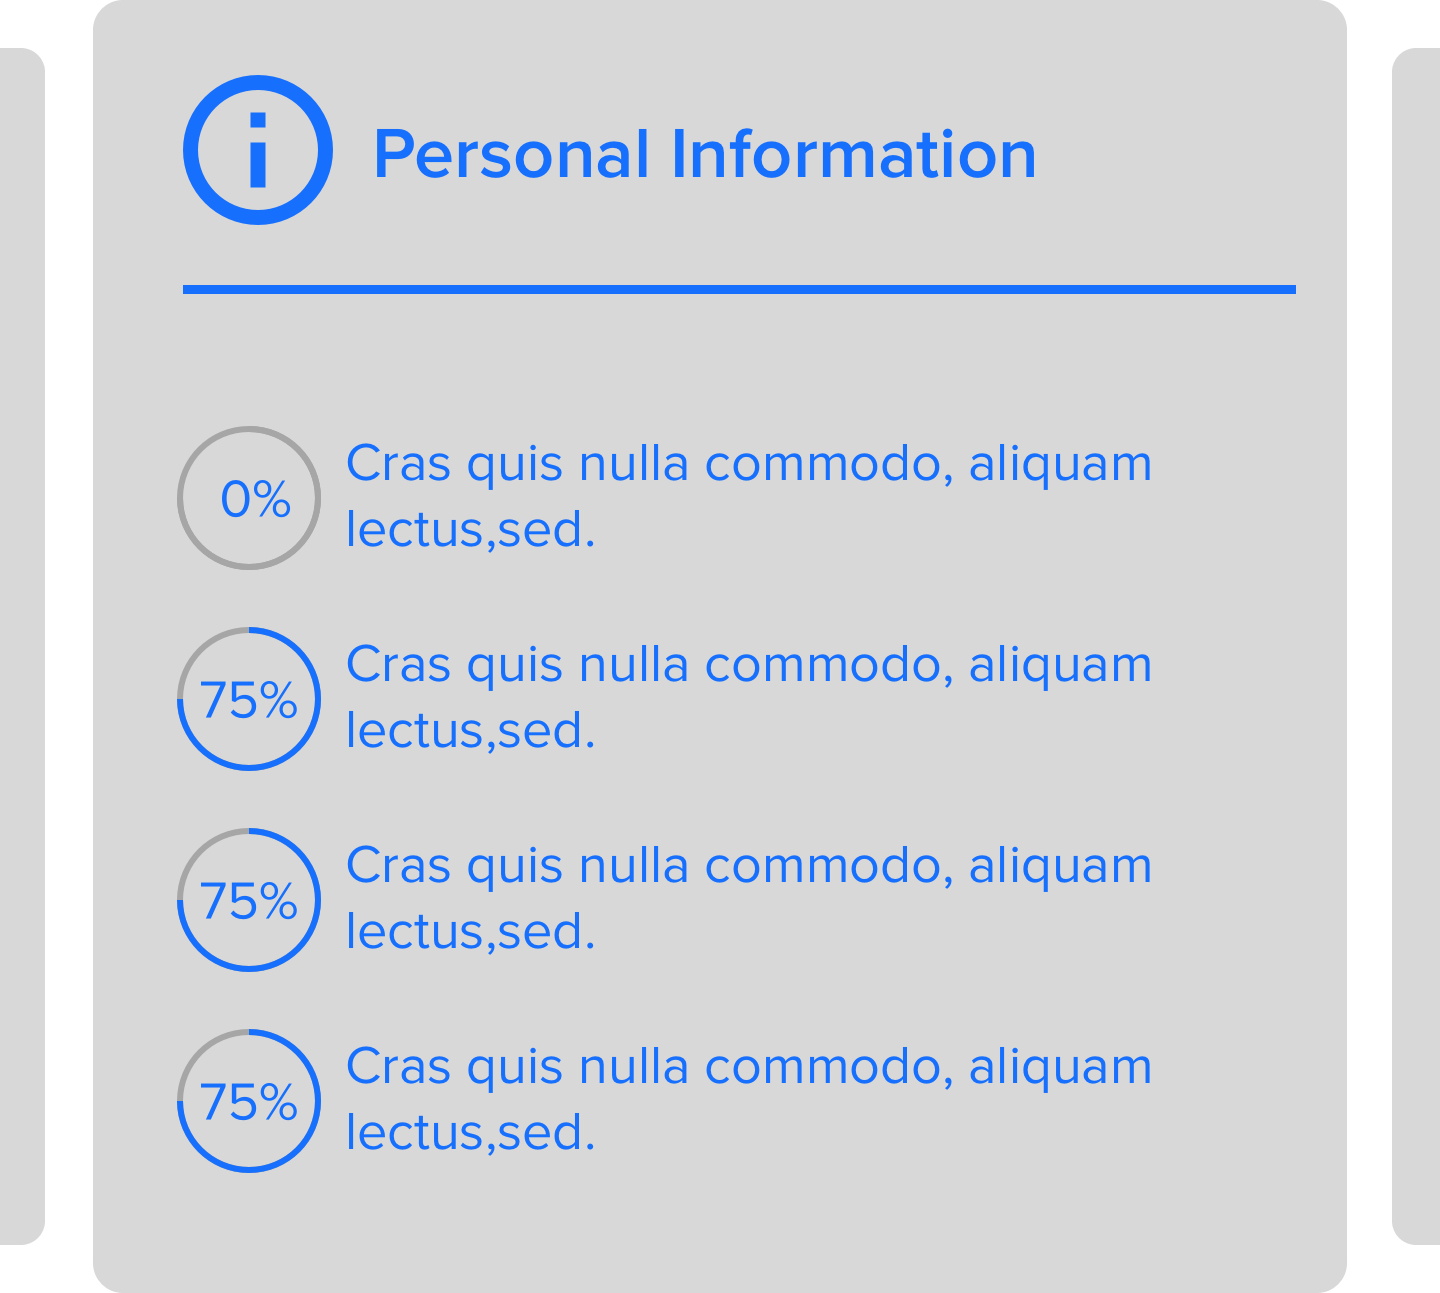 Personal Information
0%
Cras quis nulla commodo, aliquam
lectus,sed.
75%
Cras quis nulla commodo, aliquam
lectus,sed.
75%
Cras quis nulla commodo, aliquam
lectus,sed.
75%
Cras quis nulla commodo, aliquam
lectus,sed.